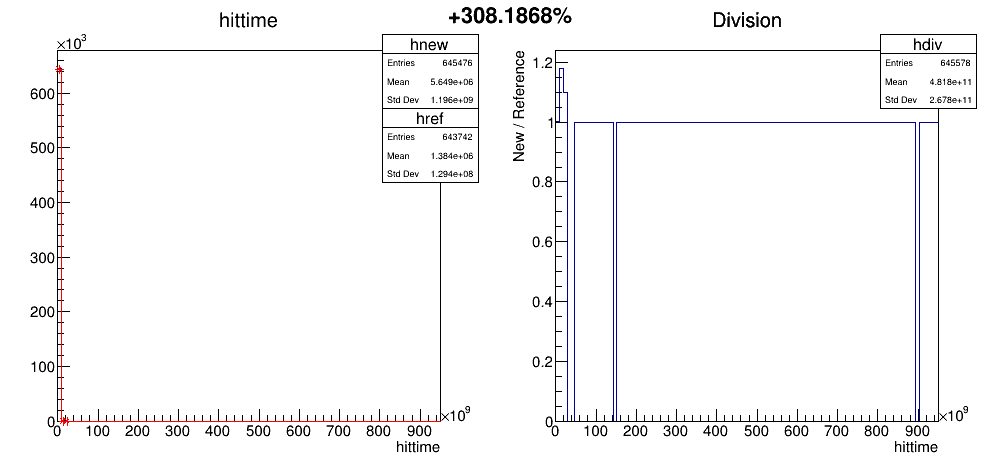 +308.1868%
hittime
×10³
600
500
400
300
200
100
0
0 100 200 300 400 500 600 700 800 900
×10⁹
hittime
hnew
Entries 645476
Mean 5.649e+06
Std Dev 1.196e+09
href
Entries 643742
Mean 1.384e+06
Std Dev 1.294e+08
Division
New / Reference
1.2
1
0.8
0.6
0.4
0.2
0
0 100 200 300 400 500 600 700 800 900
×10⁹
hittime
hdiv
Entries 645578
Mean 4.818e+11
Std Dev 2.678e+11